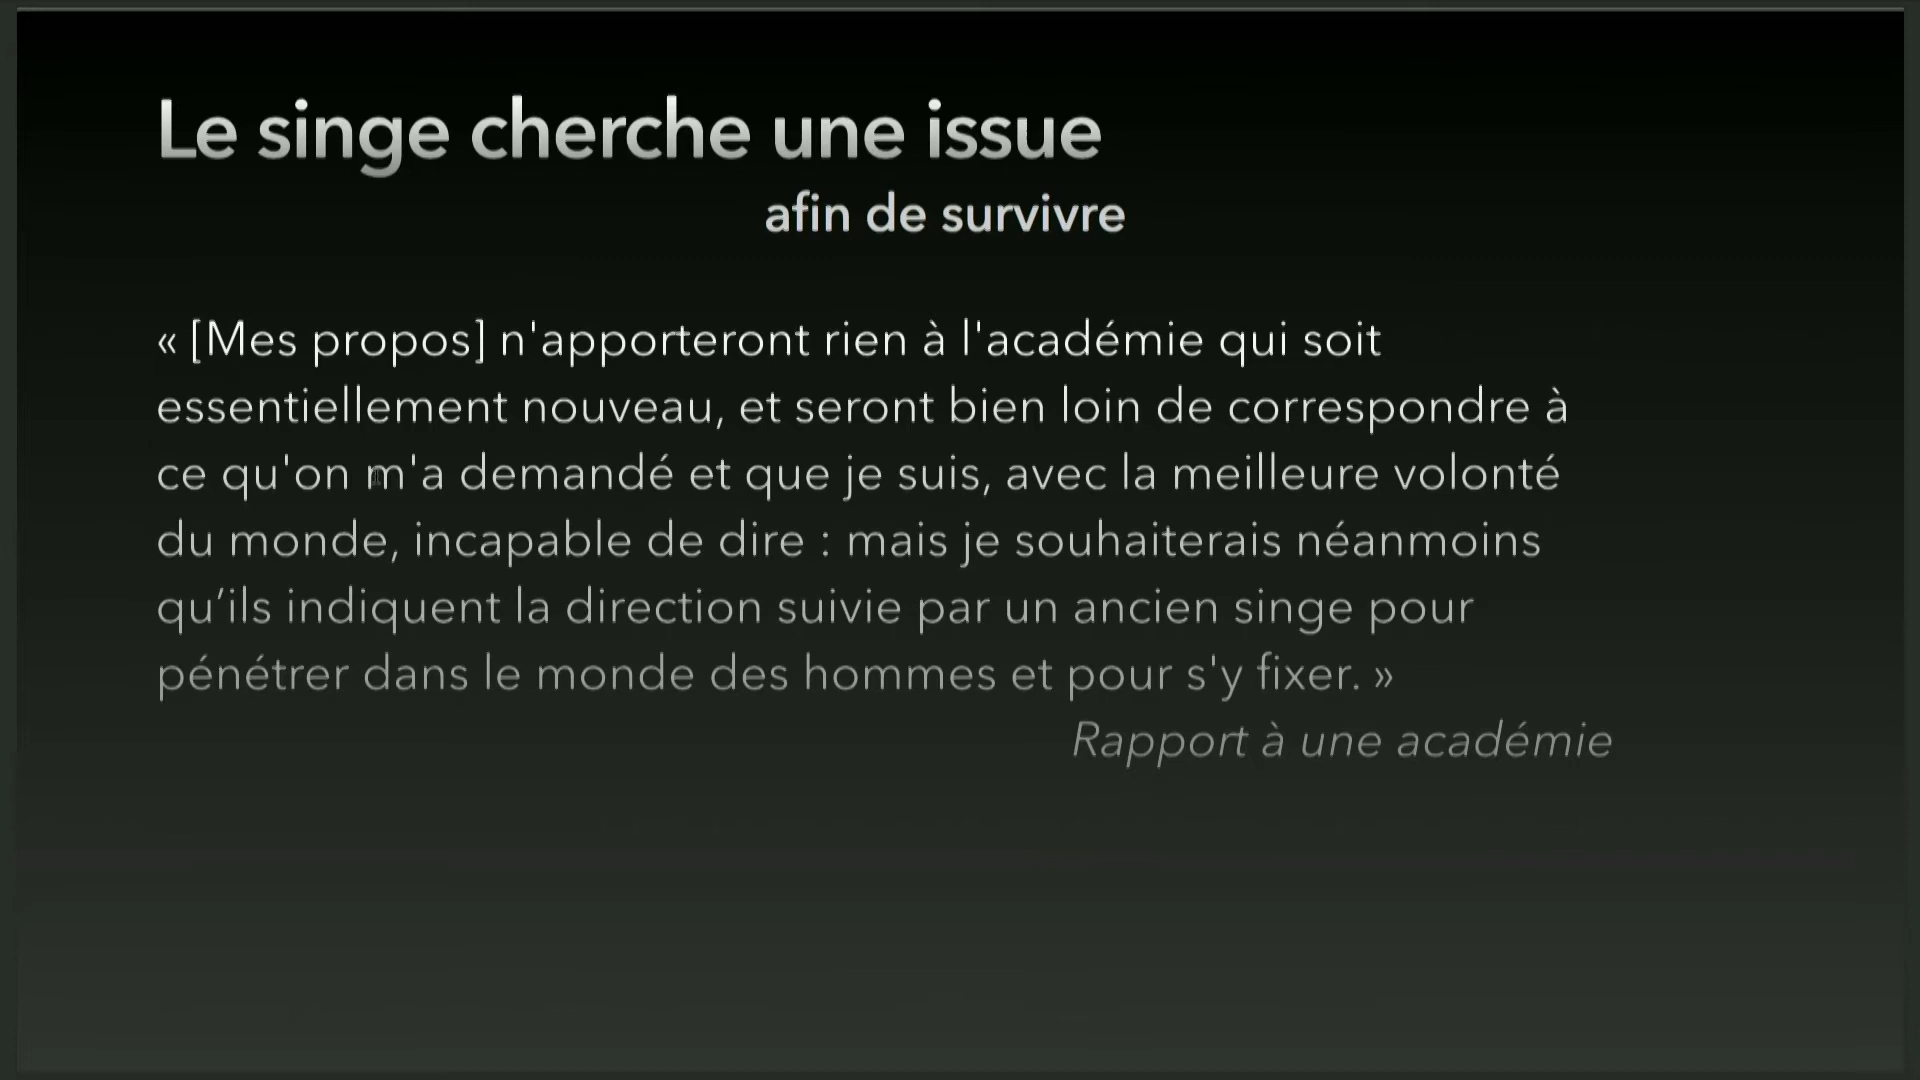 Le singe cherche une issue
afin de survivre
« [Mes propos] n'apporteront rien à l'académie qui soit
essentiellement nouveau, et seront bien loin de correspondre à
ce qu'on m'a demandé et que je suis, avec la meilleure volonté
du monde, incapable de dire : mais je souhaiterais néanmoins
qu’ils indiquent la direction suivie par un ancien singe pour
pénétrer dans le monde des hommes et pour s'y fixer. »
Rapport à une académie